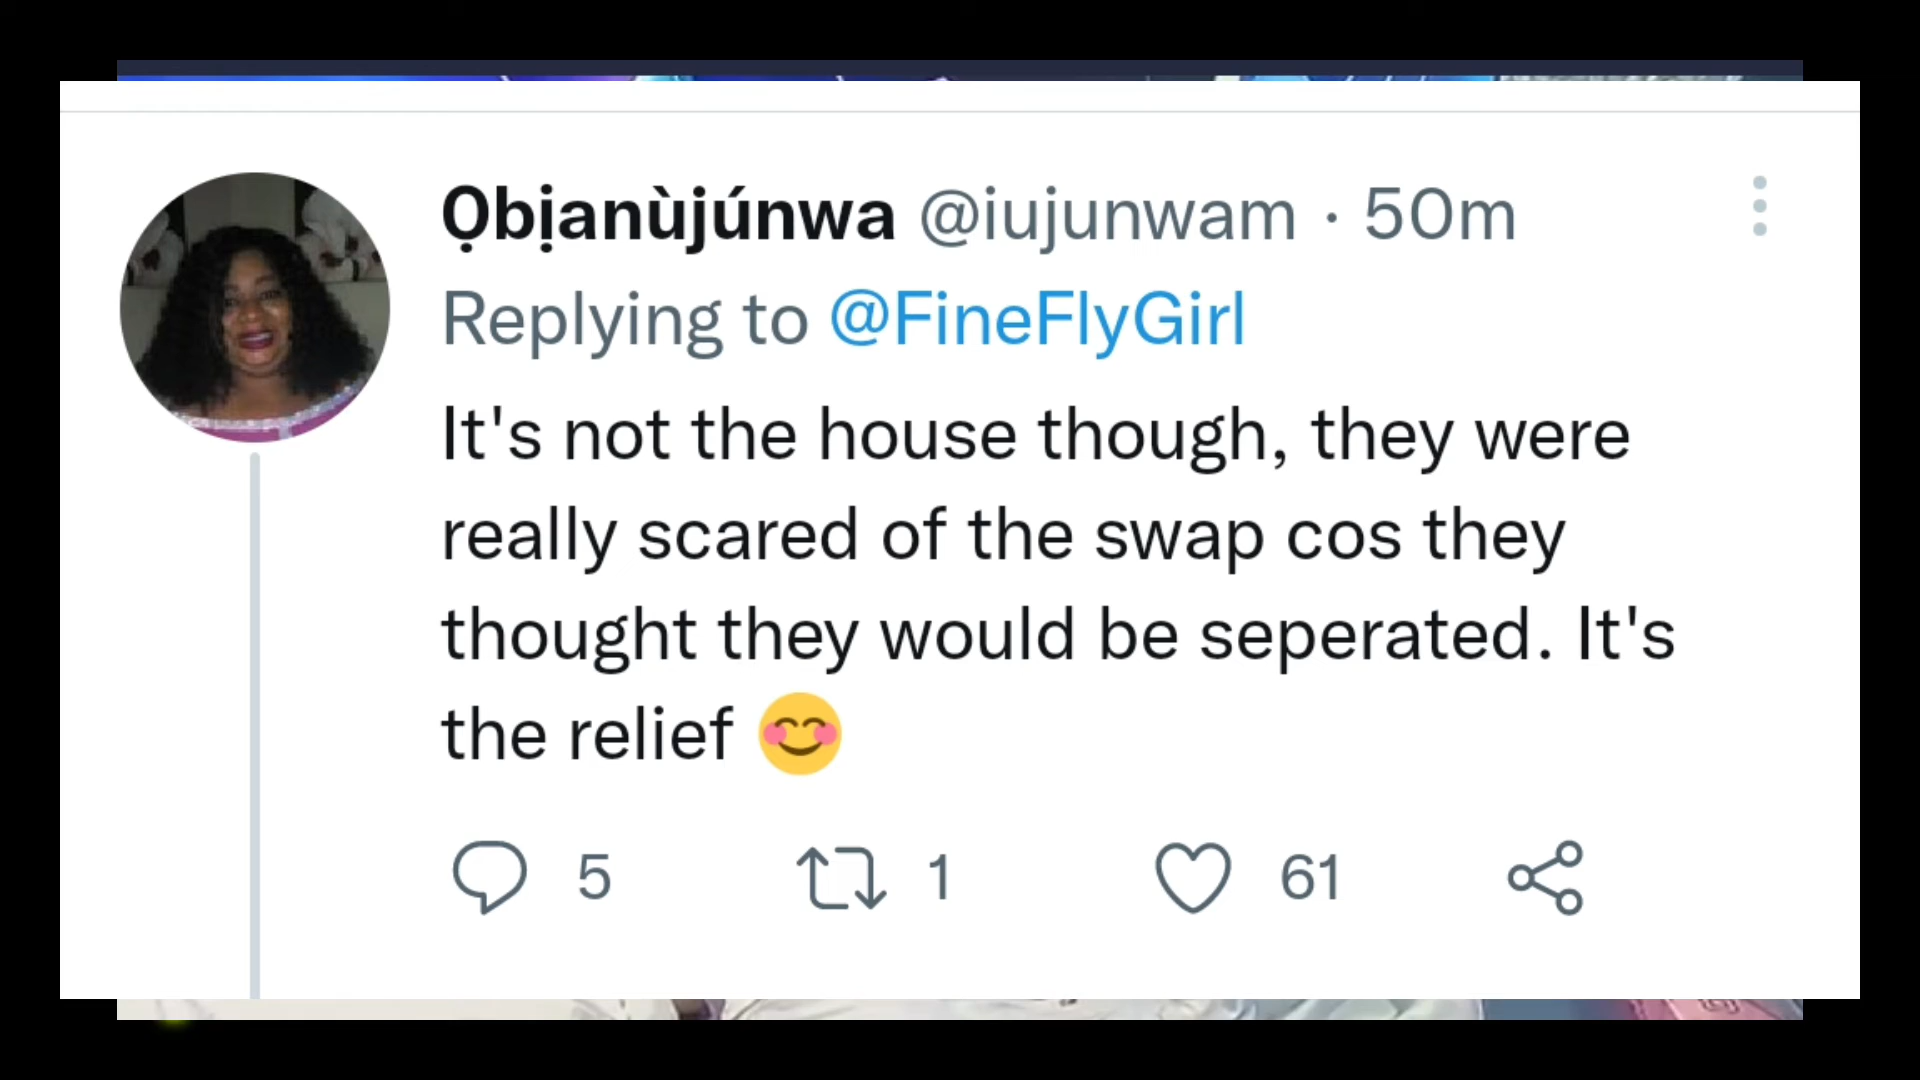 Ọbịanùjúnwa @iujunwam · 50m
Replying to @FineFlyGirl
It's not the house though, they were
really scared of the swap cos they
thought they would be seperated. It's
the relief 😊
5 1 61